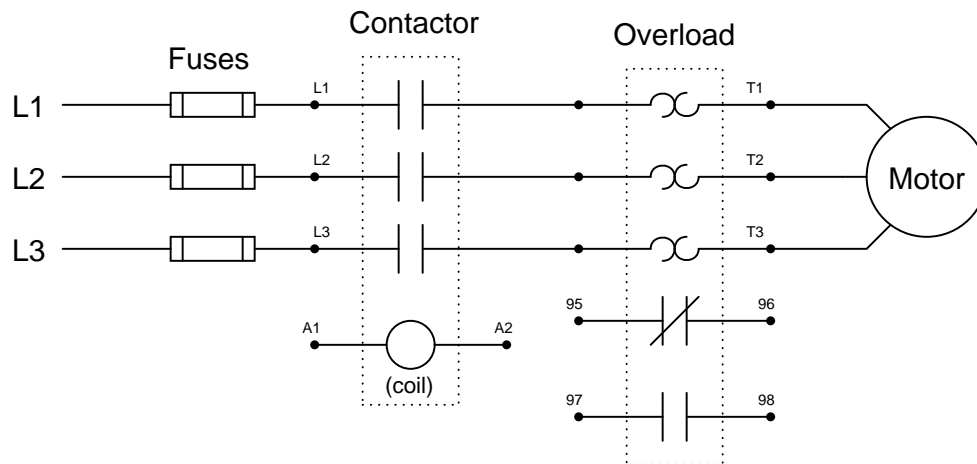 Contactor
Overload
Fuses
L1
L1
T1
L2
L2
T2
Motor
L3
L3
T3
95
96
A1
A2
(coil)
97
98